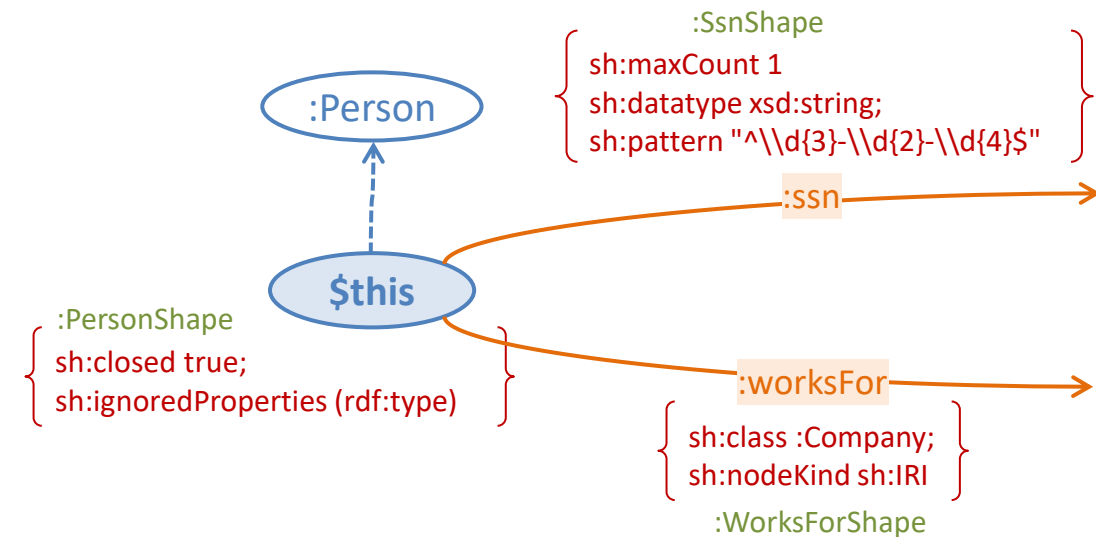 :SsnShape
sh:maxCount 1
sh:datatype xsd:string;
sh:pattern "^\\d{3}-\\d{2}-\\d{4}$"
:Person
:ssn
$this
:PersonShape
sh:closed true;
sh:ignoredProperties (rdf:type)
:worksFor
sh:class :Company;
sh:nodeKind sh:IRI
:WorksForShape